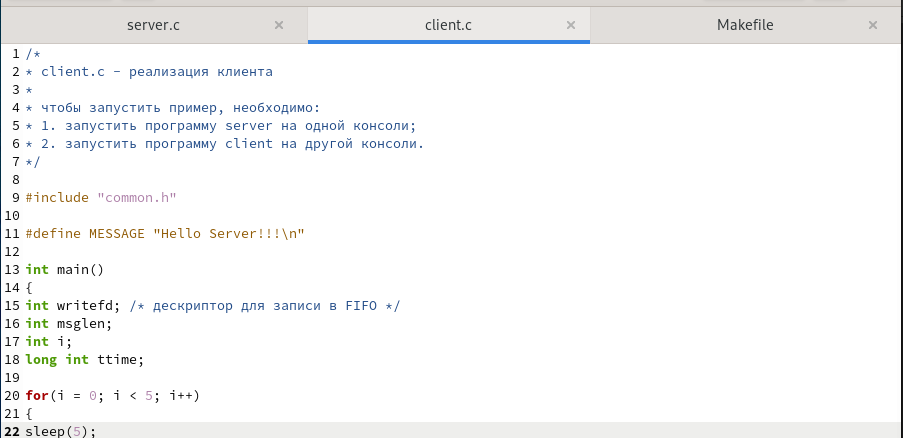 server.c × client.c × Makefile ×
1 /*
2 * client.c - реализация клиента
3 *
4 * чтобы запустить пример, необходимо:
5 * 1. запустить программу server на одной консоли;
6 * 2. запустить программу client на другой консоли.
7 */
8
9 #include "common.h"
10
11 #define MESSAGE "Hello Server!!!\n"
12
13 int main()
14 {
15 int writefd; /* дескриптор для записи в FIFO */
16 int msglen;
17 int i;
18 long int ttime;
19
20 for(i = 0; i < 5; i++)
21 {
22 sleep(5);